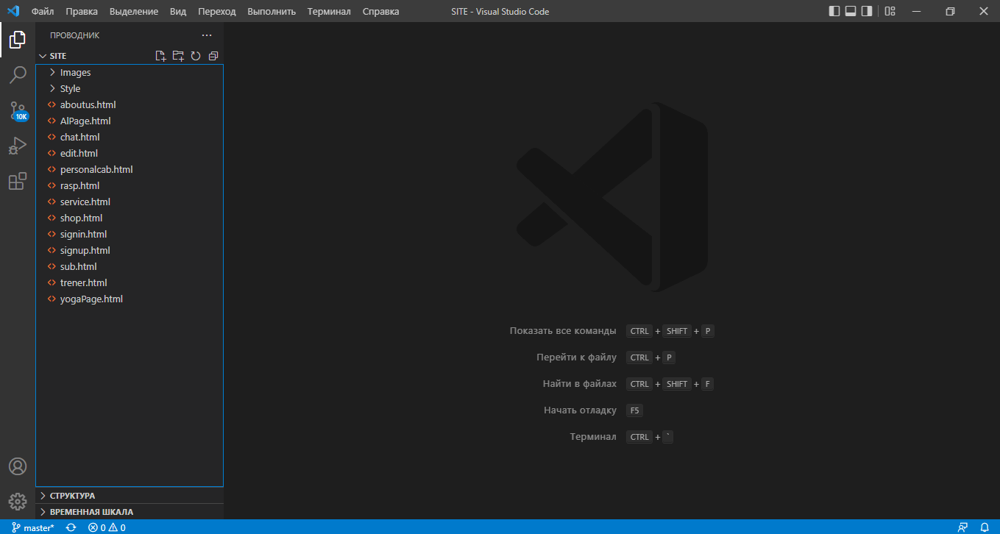 Файл Правка Выделение Вид Переход Выполнить Терминал Справка SITE - Visual Studio Code
ПРОВОДНИК ...
SITE
Images
Style
aboutus.html
AlPage.html
chat.html
edit.html
personalcab.html
rasp.html
service.html
shop.html
signin.html
signup.html
sub.html
trener.html
yogaPage.html
10K
Показать все команды CTRL + SHIFT + P
Перейти к файлу CTRL + P
Найти в файлах CTRL + SHIFT + F
Начать отладку F5
Терминал CTRL + `
СТРУКТУРА
ВРЕМЕННАЯ ШКАЛА
master* 0 0